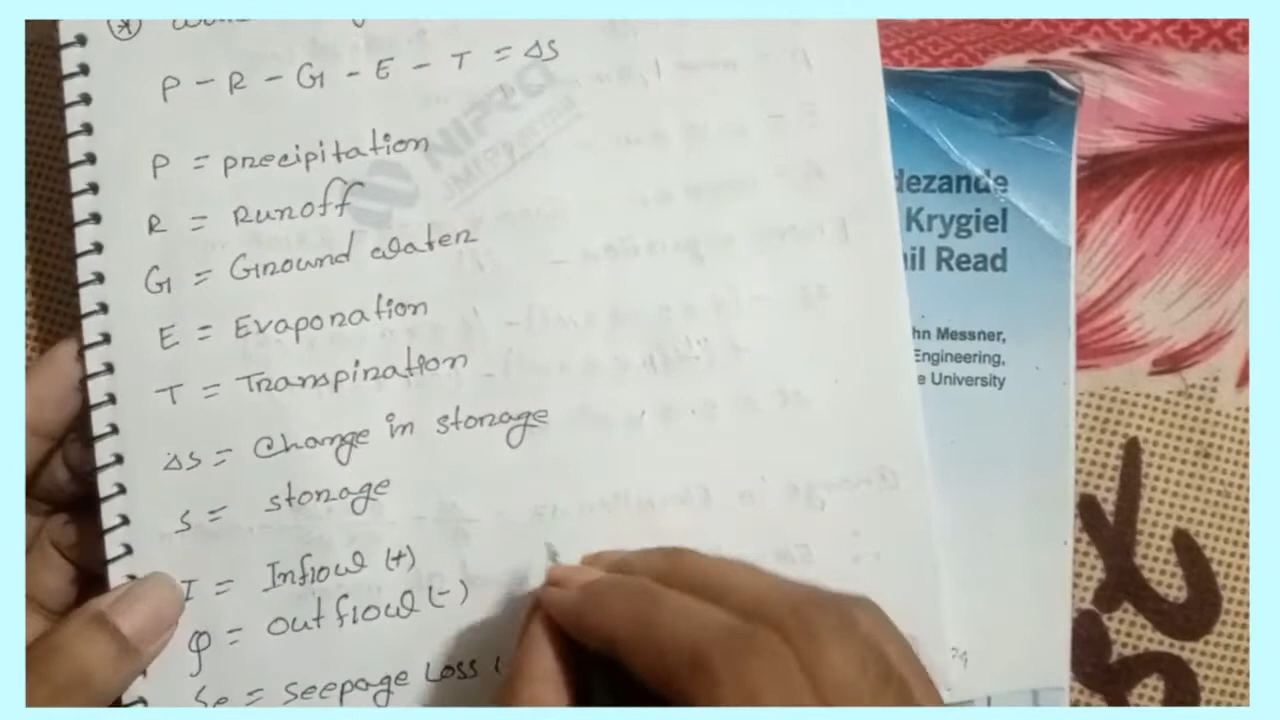 P - R - G - E - T = ΔS
P = precipitation
R = Runoff
G = Ground water
E = Evaporation
T = Transpiration
ΔS = Change in storage
S = storage
I = Inflow (+)
φ = outflow (-)
Se = Seepage Loss (
dezande
Krygiel
il Read
hn Messner,
Engineering,
e University